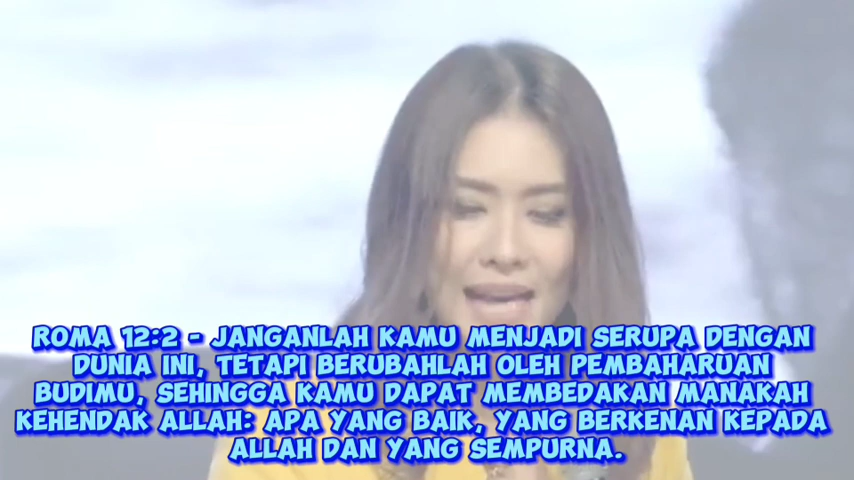 ROMA 12:2 - JANGANLAH KAMU MENJADI SERUPA DENGAN
DUNIA INI, TETAPI BERUBAHLAH OLEH PEMBAHARUAN
BUDIMU, SEHINGGA KAMU DAPAT MEMBEDAKAN MANAKAH
KEHENDAK ALLAH: APA YANG BAIK, YANG BERKENAN KEPADA
ALLAH DAN YANG SEMPURNA.